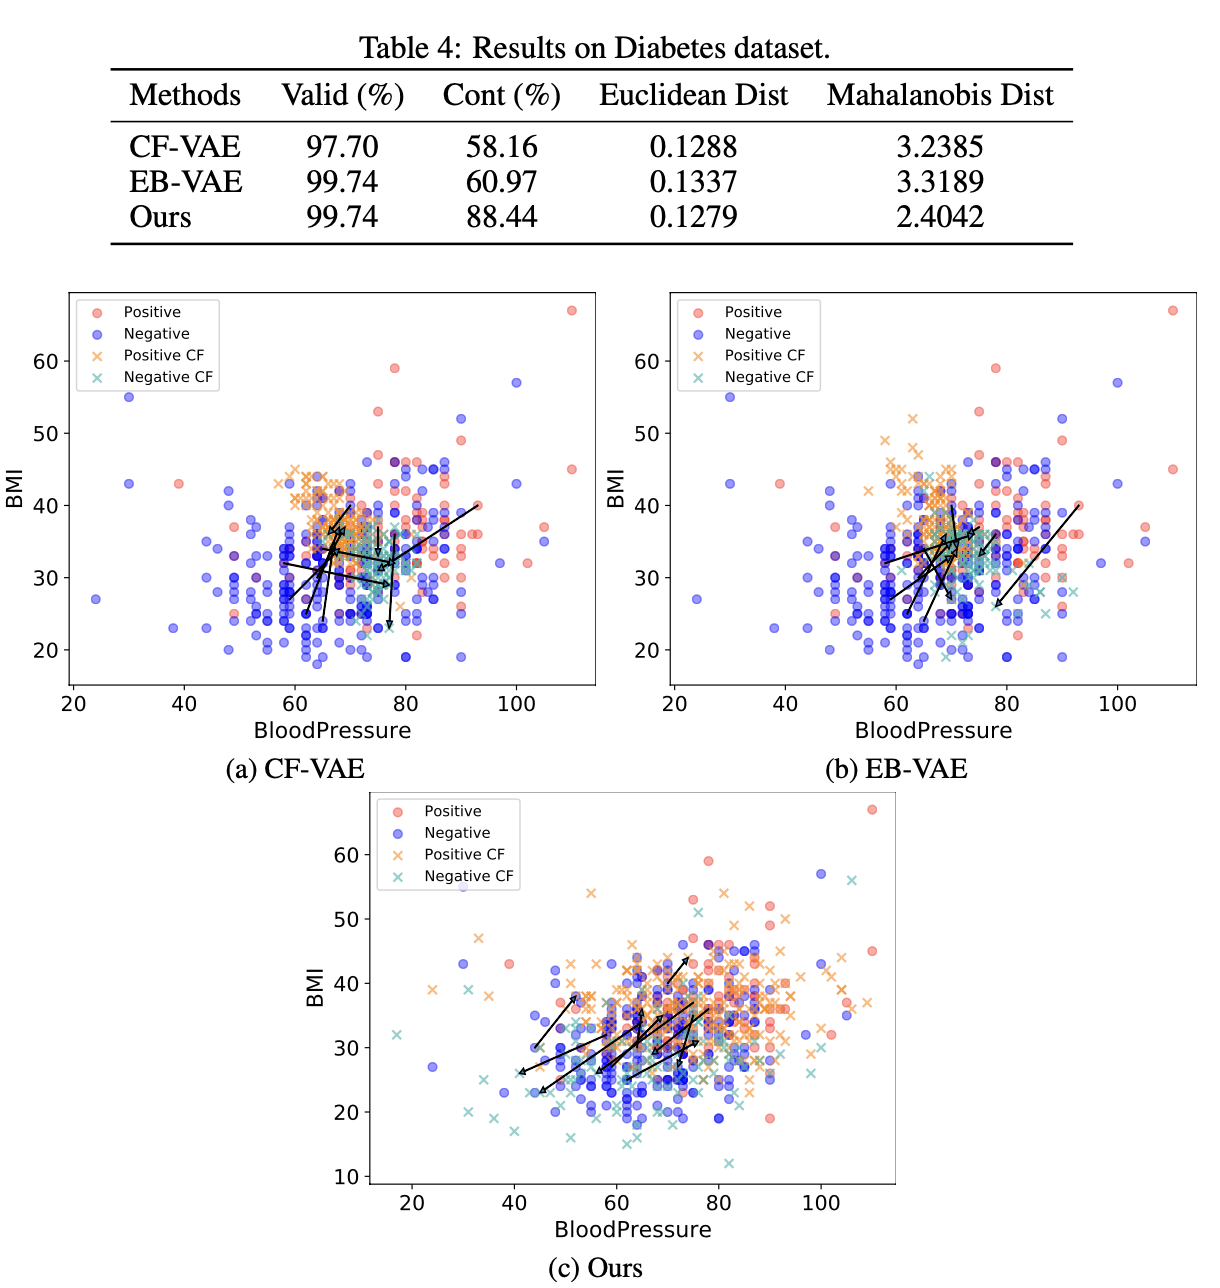 Table 4: Results on Diabetes dataset.
Methods Valid (%) Cont (%) Euclidean Dist Mahalanobis Dist
CF-VAE 97.70 58.16 0.1288 3.2385
EB-VAE 99.74 60.97 0.1337 3.3189
Ours 99.74 88.44 0.1279 2.4042
Positive
Negative
Positive CF
Negative CF
60
50
40
30
20
BMI
20 40 60 80 100
BloodPressure
(a) CF-VAE
Positive
Negative
Positive CF
Negative CF
60
50
40
30
20
BMI
20 40 60 80 100
BloodPressure
(b) EB-VAE
Positive
Negative
Positive CF
Negative CF
60
50
40
30
20
10
BMI
20 40 60 80 100
BloodPressure
(c) Ours